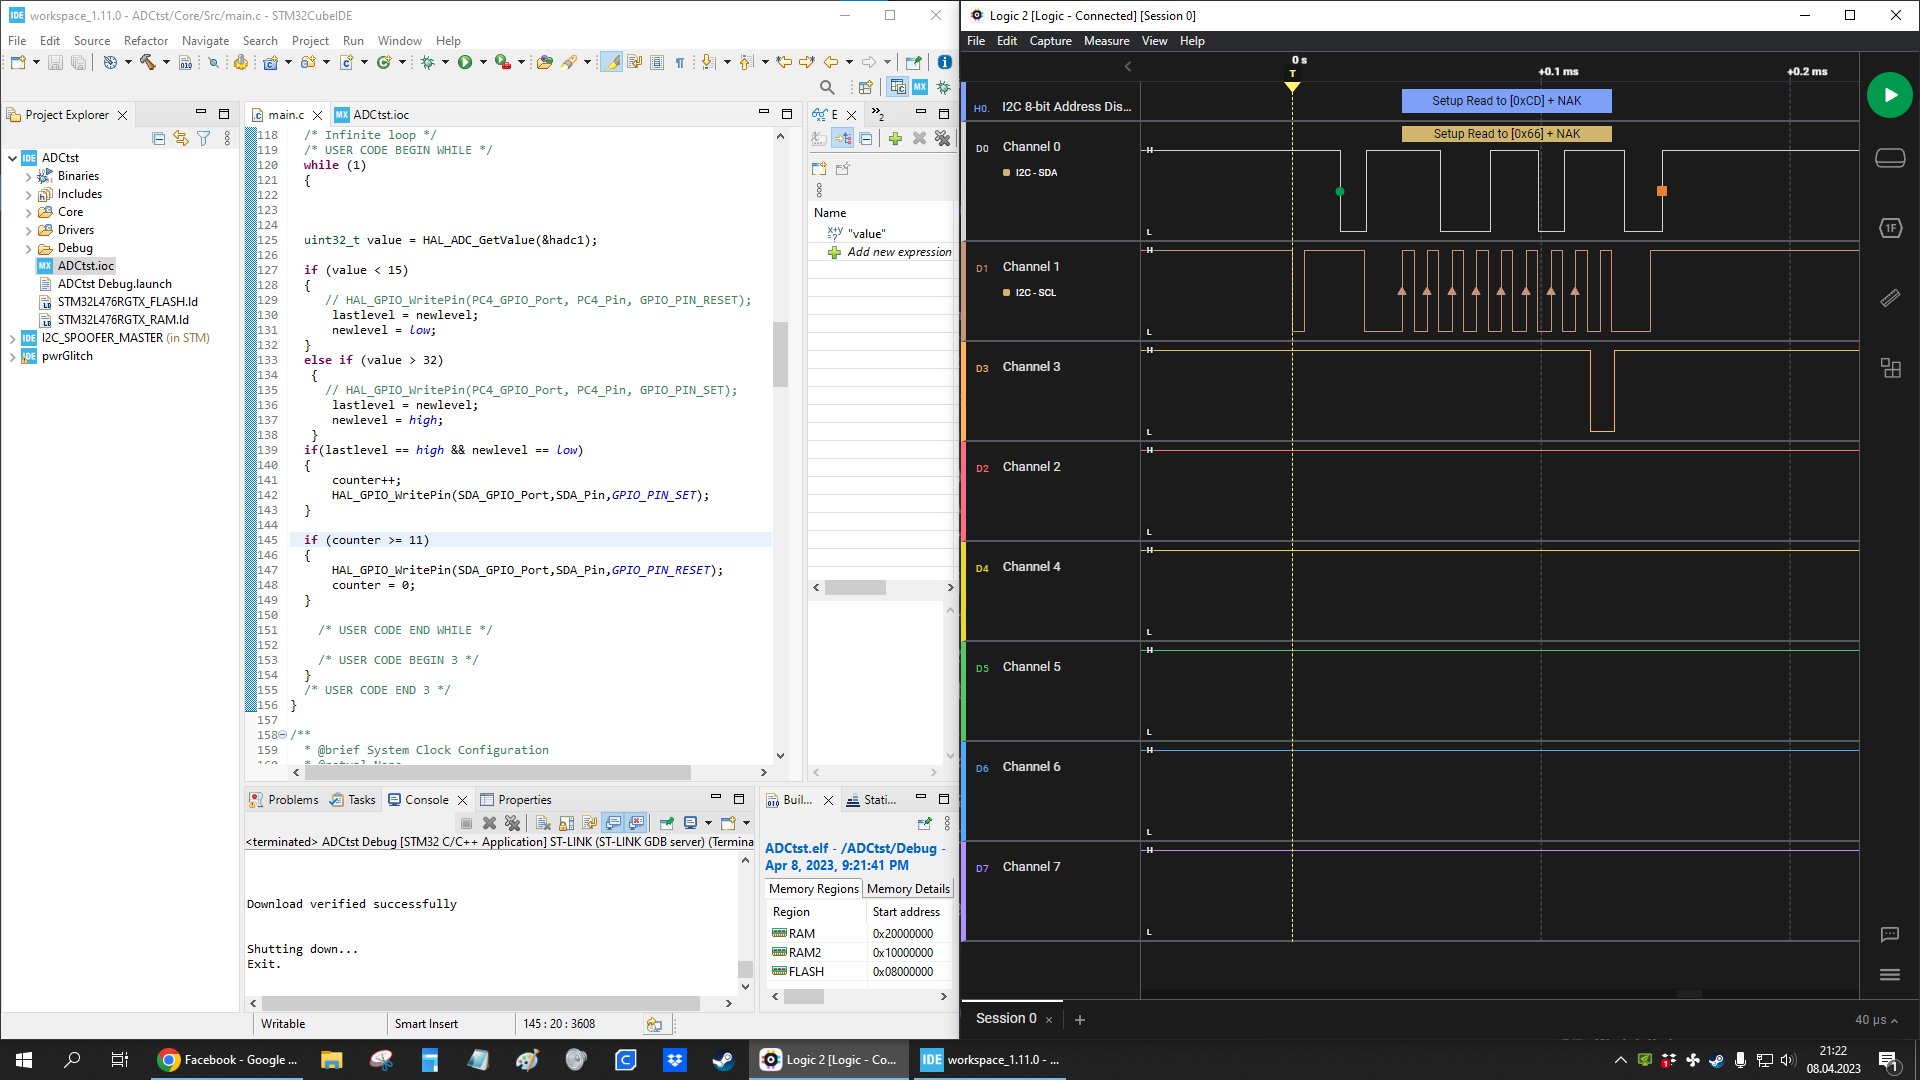 workspace_1.11.0 - ADCtst/Core/Src/main.c - STM32CubeIDE
File Edit Source Refactor Navigate Search Project Run Window Help
Project Explorer
ADCtst
Binaries
Includes
Core
Drivers
Debug
ADCtst.ioc
ADCtst Debug.launch
STM32L476RGTX_FLASH.ld
STM32L476RGTX_RAM.ld
I2C_SPOOFER_MASTER (in STM)
pwrGlitch
main.c
ADCtst.ioc
118 /* Infinite loop */
119 /* USER CODE BEGIN WHILE */
120 while (1)
121 {
122
123
124
125 uint32_t value = HAL_ADC_GetValue(&hadc1);
126
127 if (value < 15)
128 {
129 // HAL_GPIO_WritePin(PC4_GPIO_Port, PC4_Pin, GPIO_PIN_RESET);
130 lastlevel = newlevel;
131 newlevel = low;
132 }
133 else if (value > 32)
134 {
135 // HAL_GPIO_WritePin(PC4_GPIO_Port, PC4_Pin, GPIO_PIN_SET);
136 lastlevel = newlevel;
137 newlevel = high;
138 }
139 if(lastlevel == high && newlevel == low)
140 {
141 counter++;
142 HAL_GPIO_WritePin(SDA_GPIO_Port,SDA_Pin,GPIO_PIN_SET);
143 }
144
145 if (counter >= 11)
146 {
147 HAL_GPIO_WritePin(SDA_GPIO_Port,SDA_Pin,GPIO_PIN_RESET);
148 counter = 0;
149 }
150
151 /* USER CODE END WHILE */
152
153 /* USER CODE BEGIN 3 */
154 }
155 /* USER CODE END 3 */
156 }
157
158 /**
159 * @brief System Clock Configuration
E
2
Name
"value"
Add new expression
Problems Tasks Console Properties
<terminated> ADCtst Debug [STM32 C/C++ Application] ST-LINK (ST-LINK GDB server) (Termina
Download verified successfully
Shutting down...
Exit.
Buil... Stati...
ADCtst.elf - /ADCtst/Debug -
Apr 8, 2023, 9:21:41 PM
Memory Regions Memory Details
Region Start address
RAM 0x20000000
RAM2 0x10000000
FLASH 0x08000000
Writable Smart Insert 145 : 20 : 3608
Logic 2 [Logic - Connected] [Session 0]
File Edit Capture Measure View Help
0 s +0.1 ms +0.2 ms
T
H0. I2C 8-bit Address Dis...
Setup Read to [0xCD] + NAK
Setup Read to [0x66] + NAK
D0 Channel 0
I2C - SDA
H
L
D1 Channel 1
I2C - SCL
H
L
D3 Channel 3
H
L
D2 Channel 2
H
L
D4 Channel 4
H
L
D5 Channel 5
H
L
D6 Channel 6
H
L
D7 Channel 7
H
L
1F
Session 0
40 µs
Facebook - Google ...
Logic 2 [Logic - Co...
IDE workspace_1.11.0 - ...
21:22
08.04.2023
1